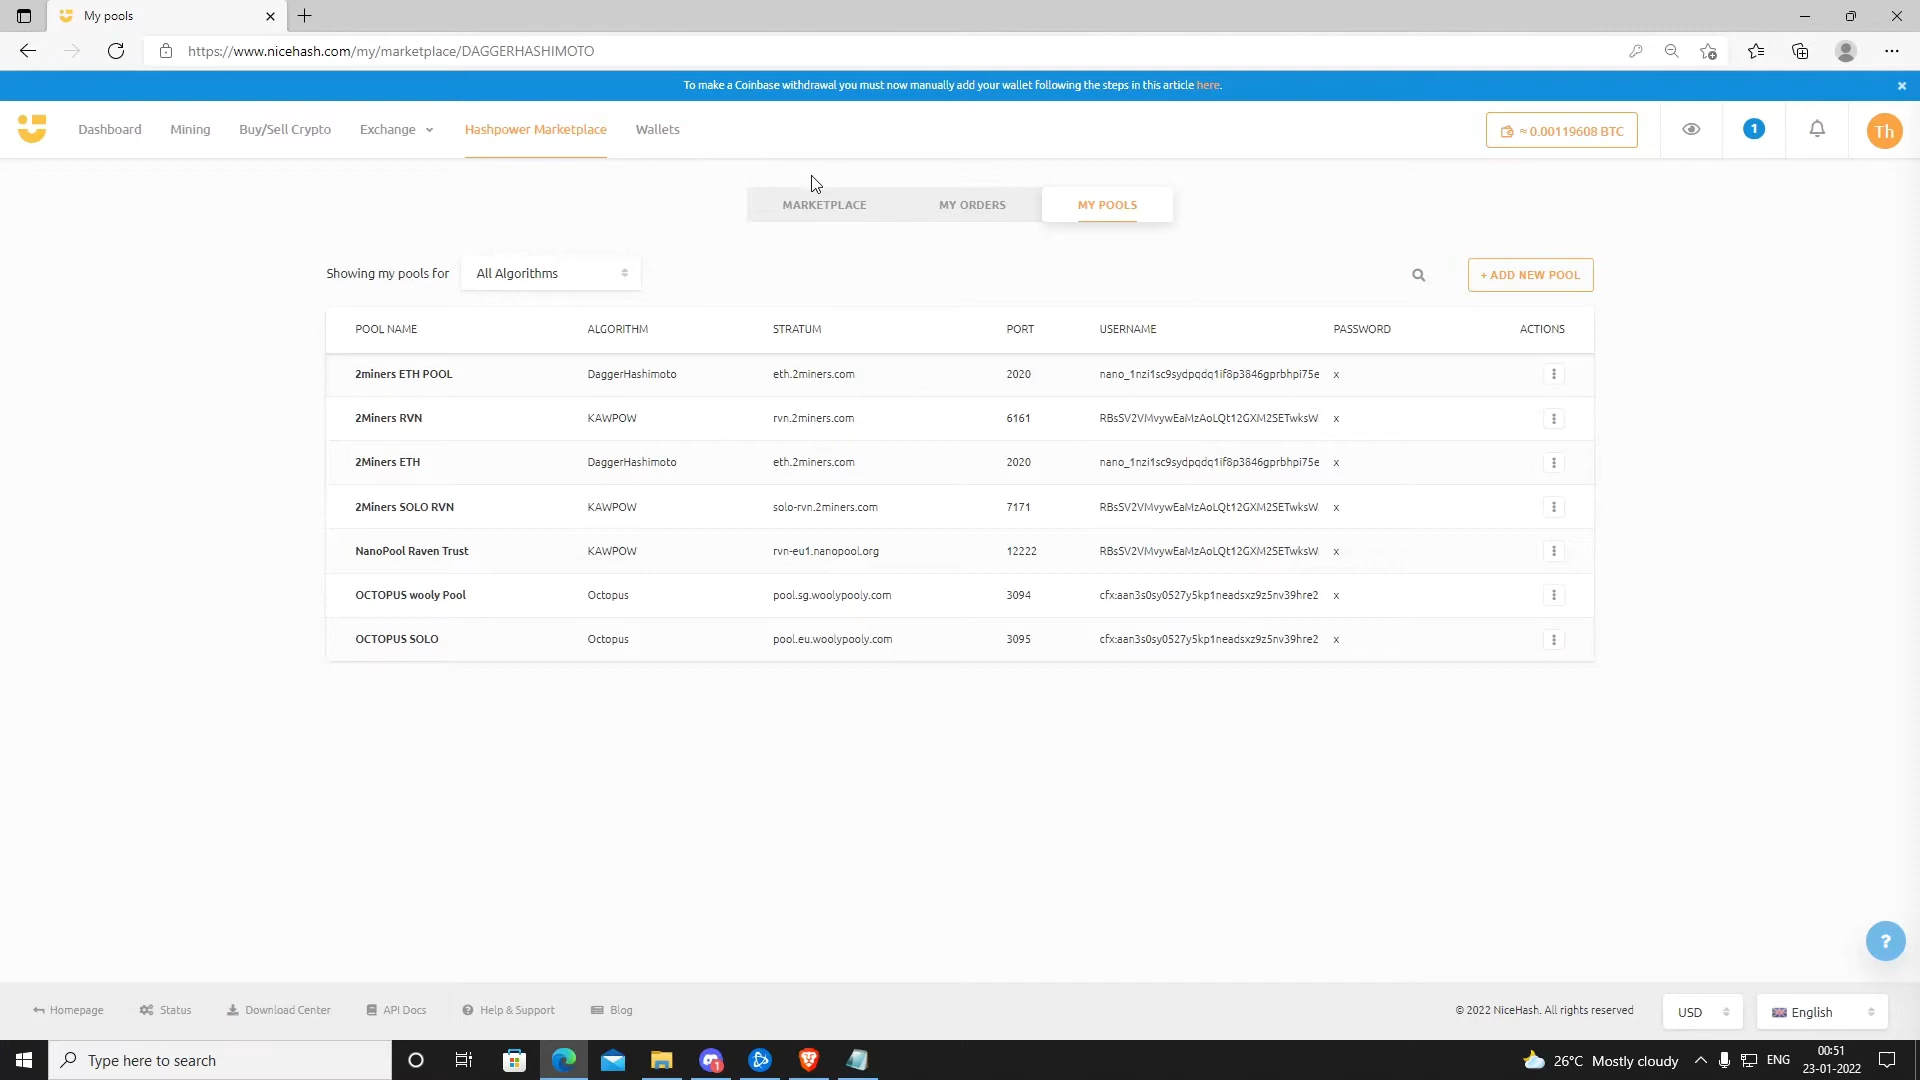 My pools
https://www.nicehash.com/my/marketplace/DAGGERHASHIMOTO
To make a Coinbase withdrawal you must now manually add your wallet following the steps in this article here.
Dashboard Mining Buy/Sell Crypto Exchange Hashpower Marketplace Wallets ≈ 0.00119608 BTC 1 Th
MARKETPLACE MY ORDERS MY POOLS
Showing my pools for All Algorithms + ADD NEW POOL
POOL NAME ALGORITHM STRATUM PORT USERNAME PASSWORD ACTIONS
2miners ETH POOL DaggerHashimoto eth.2miners.com 2020 nano_1nzi1sc9sydpqdq1if8p3846gprbhpi75e x
2Miners RVN KAWPOW rvn.2miners.com 6161 RBsSV2VMvywEaMzAoLQt12GXM2SETwksW x
2Miners ETH DaggerHashimoto eth.2miners.com 2020 nano_1nzi1sc9sydpqdq1if8p3846gprbhpi75e x
2Miners SOLO RVN KAWPOW solo-rvn.2miners.com 7171 RBsSV2VMvywEaMzAoLQt12GXM2SETwksW x
NanoPool Raven Trust KAWPOW rvn-eu1.nanopool.org 12222 RBsSV2VMvywEaMzAoLQt12GXM2SETwksW x
OCTOPUS wooly Pool Octopus pool.sg.woolypooly.com 3094 cfx:aan3s0sy0527y5kp1neadsxz9z5nv39hre2 x
OCTOPUS SOLO Octopus pool.eu.woolypooly.com 3095 cfx:aan3s0sy0527y5kp1neadsxz9z5nv39hre2 x
?
Homepage Status Download Center API Docs Help & Support Blog © 2022 NiceHash. All rights reserved USD English
Type here to search 1 26°C Mostly cloudy ENG 00:51
23-01-2022